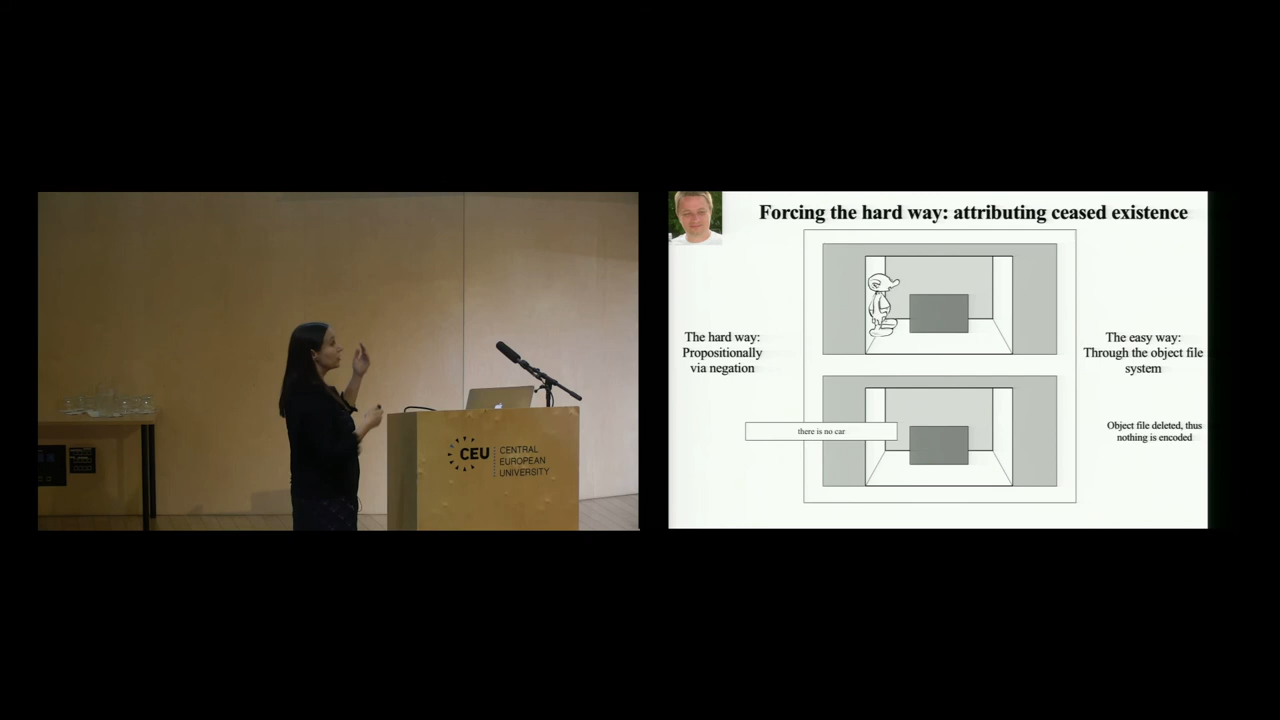 CEU
CENTRAL
EUROPEAN
UNIVERSITY
Forcing the hard way: attributing ceased existence
The hard way:
Propositionally
via negation
The easy way:
Through the object file
system
there is no car
Object file deleted, thus
nothing is encoded